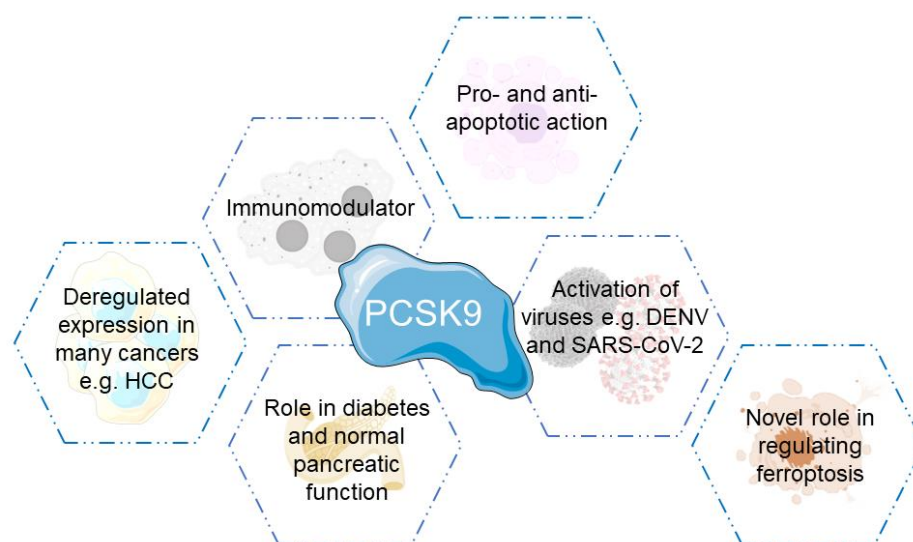 Pro- and anti-
apoptotic action
Immunomodulator
Deregulated
expression in
many cancers
e.g. HCC
PCSK9
Activation of
viruses e.g. DENV
and SARS-CoV-2
Role in diabetes
and normal
pancreatic
function
Novel role in
regulating
ferroptosis